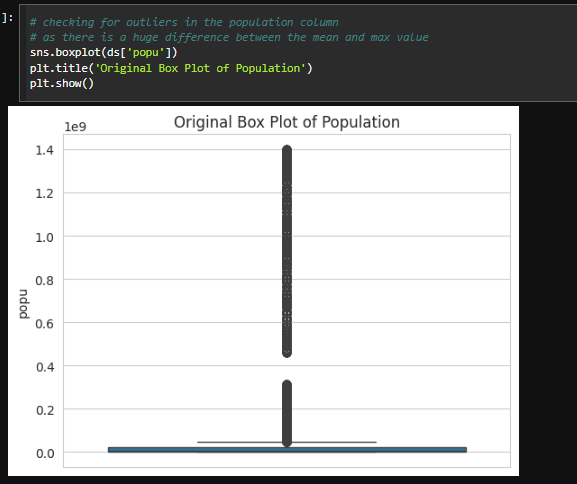 ]:
# checking for outliers in the population column
# as there is a huge difference between the mean and max value
sns.boxplot(ds['popu'])
plt.title('Original Box Plot of Population')
plt.show()
Original Box Plot of Population
1e9
1.4
1.2
1.0
0.8
0.6
0.4
0.2
0.0
popu